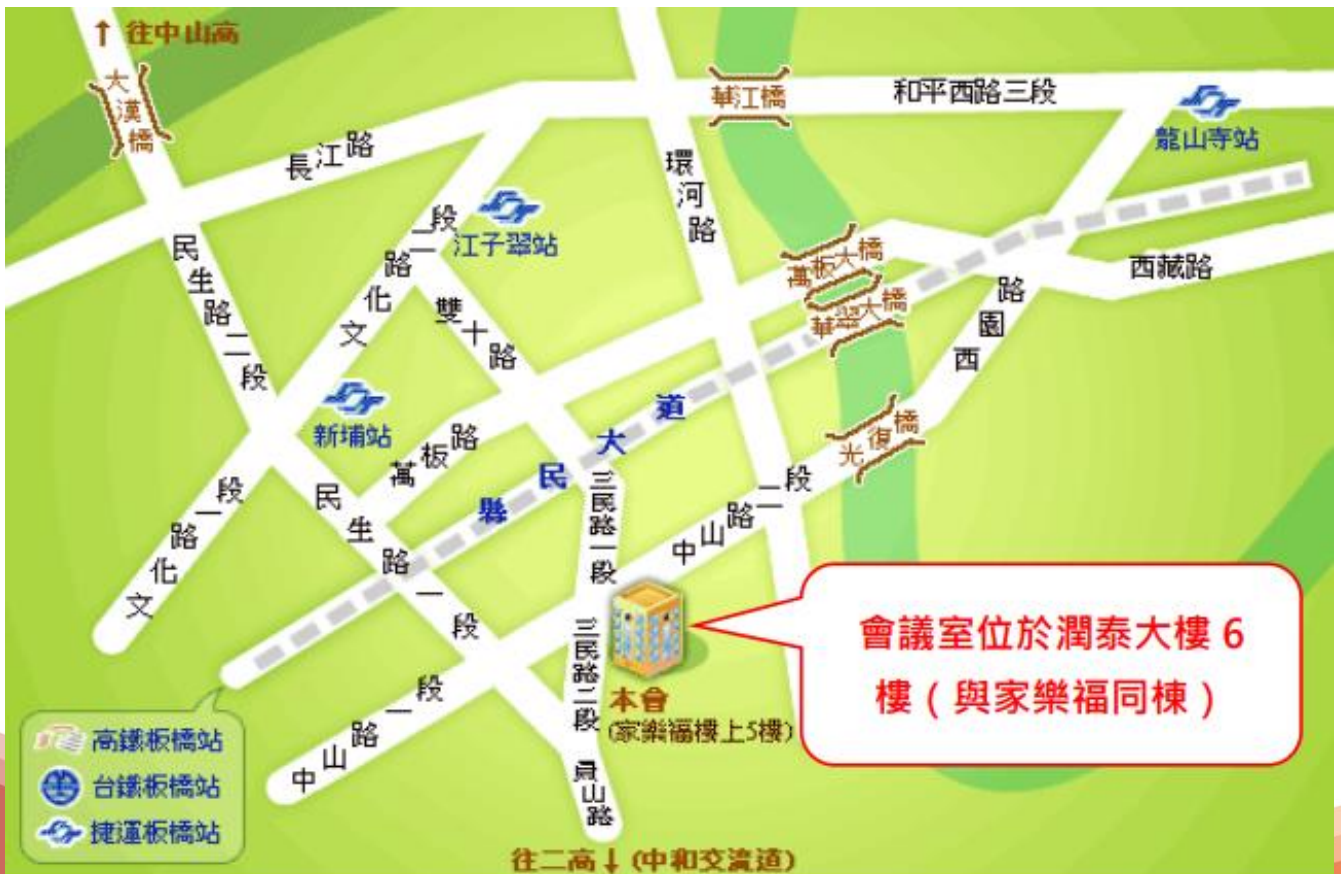 ↑ 往中山高
大漢橋
華江橋
和平西路三段
龍山寺站
長江路
環河路
江子翠站
文化路二段
民生路二段
雙十路
萬板大橋
華翠大橋
西藏路
西園路
新埔站
萬板路
縣民大道
光復橋
文化路一段
民生路一段
三民路一段
中山路二段
三民路二段
中山路一段
本會
(家樂福樓上5樓)
會議室位於潤泰大樓 6
樓（與家樂福同棟）
高鐵板橋站
台鐵板橋站
捷運板橋站
員山路
往二高↓(中和交流道)